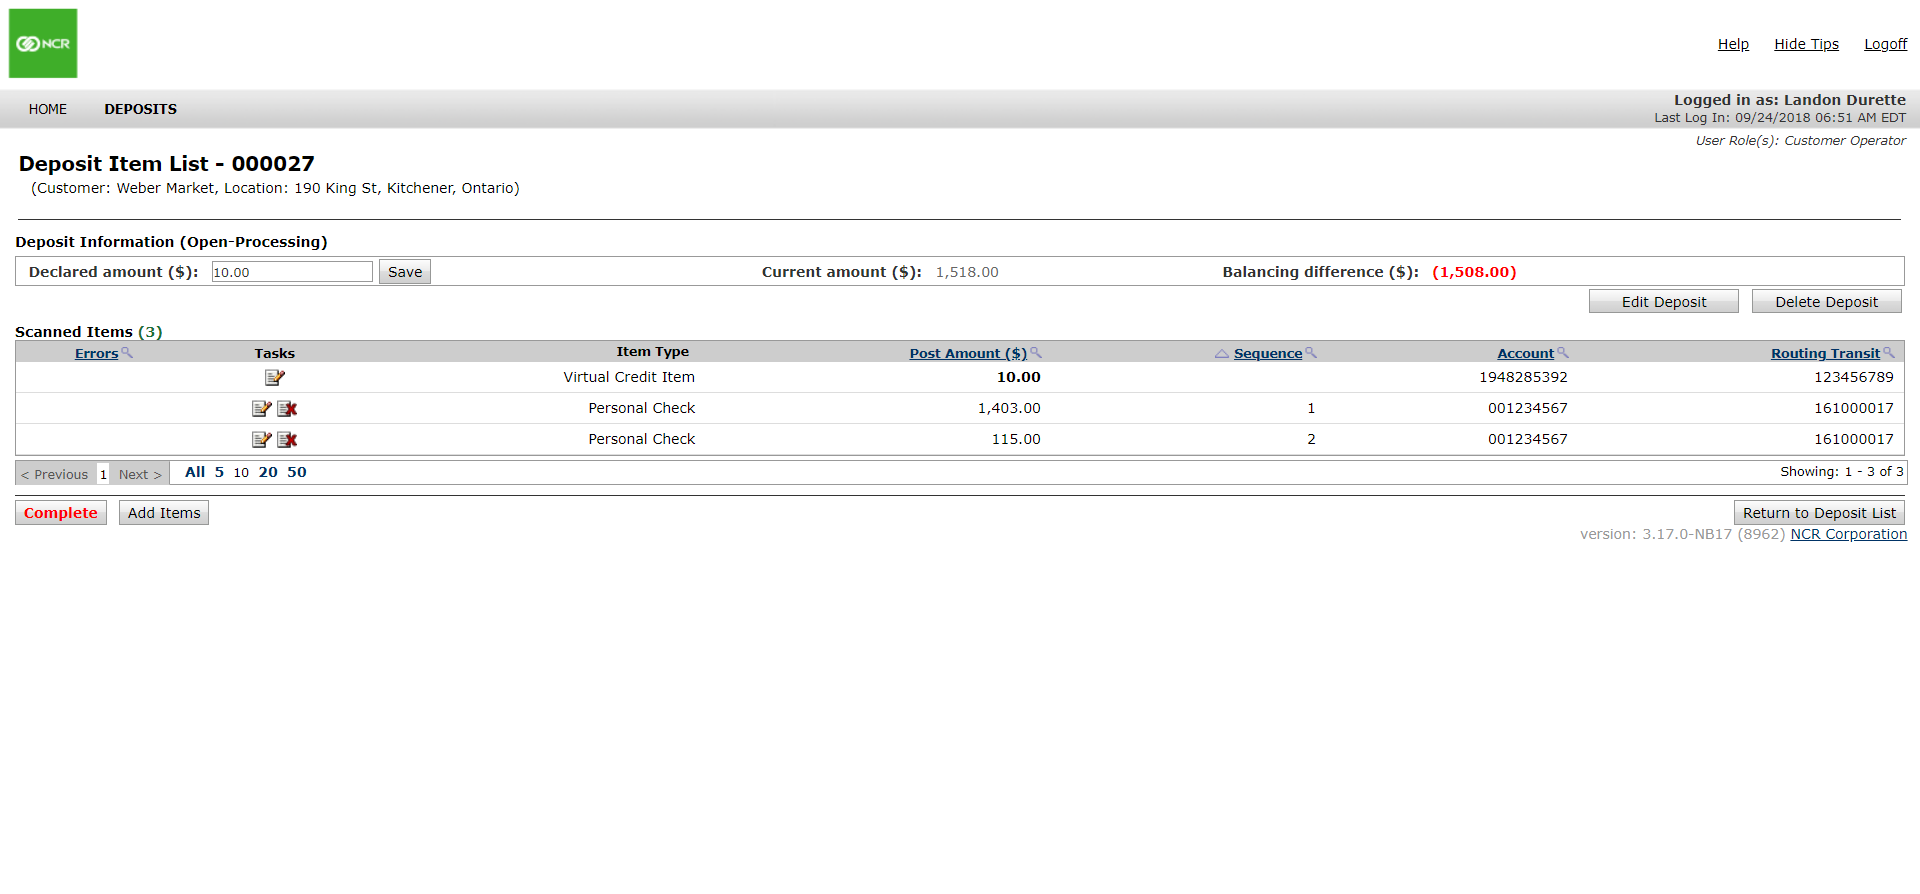 NCR
Help Hide Tips Logoff
HOME DEPOSITS
Logged in as: Landon Durette
Last Log In: 09/24/2018 06:51 AM EDT
User Role(s): Customer Operator
Deposit Item List - 000027
(Customer: Weber Market, Location: 190 King St, Kitchener, Ontario)
Deposit Information (Open-Processing)
Declared amount ($): 10.00 Save Current amount ($): 1,518.00 Balancing difference ($): (1,508.00)
Edit Deposit Delete Deposit
Scanned Items (3)
Errors Tasks Item Type Post Amount ($) Sequence Account Routing Transit
Virtual Credit Item 10.00 1948285392 123456789
Personal Check 1,403.00 1 001234567 161000017
Personal Check 115.00 2 001234567 161000017
< Previous 1 Next > All 5 10 20 50 Showing: 1 - 3 of 3
Complete Add Items Return to Deposit List
version: 3.17.0-NB17 (8962) NCR Corporation